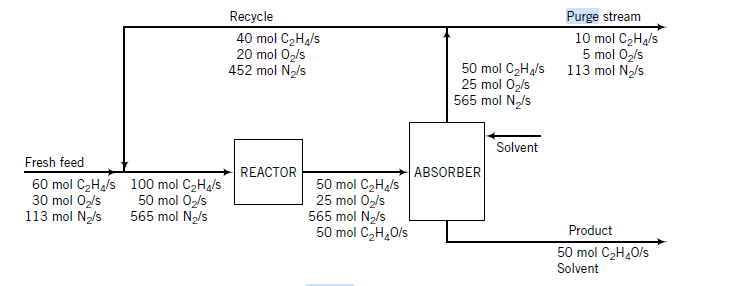 Recycle
40 mol C₂H₄/s
20 mol O₂/s
452 mol N₂/s
Purge stream
10 mol C₂H₄/s
5 mol O₂/s
113 mol N₂/s
50 mol C₂H₄/s
25 mol O₂/s
565 mol N₂/s
Solvent
Fresh feed
60 mol C₂H₄/s
30 mol O₂/s
113 mol N₂/s
100 mol C₂H₄/s
50 mol O₂/s
565 mol N₂/s
REACTOR
50 mol C₂H₄/s
25 mol O₂/s
565 mol N₂/s
50 mol C₂H₄O/s
ABSORBER
Product
50 mol C₂H₄O/s
Solvent